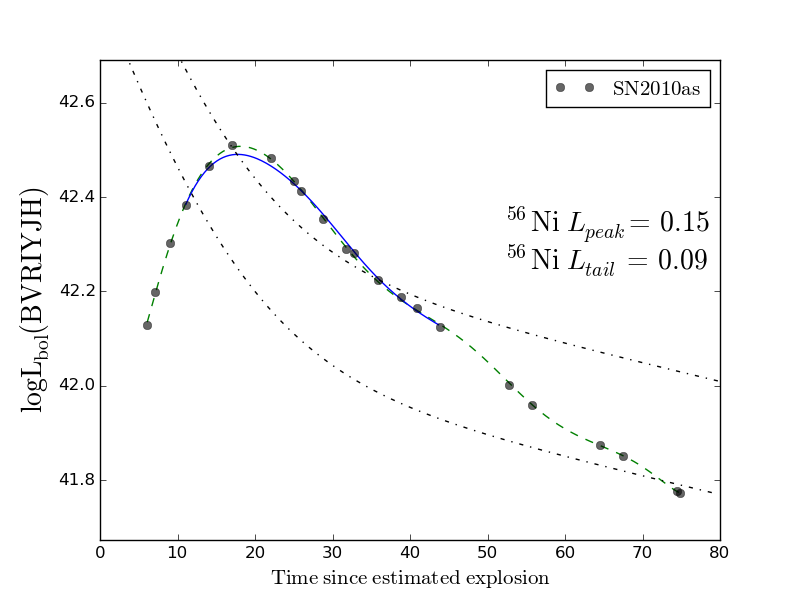 SN2010as
⁵⁶Ni L_peak = 0.15
⁵⁶Ni L_tail = 0.09
logL_bol(BVRIYJH)
42.6
42.4
42.2
42.0
41.8
0 10 20 30 40 50 60 70 80
Time since estimated explosion